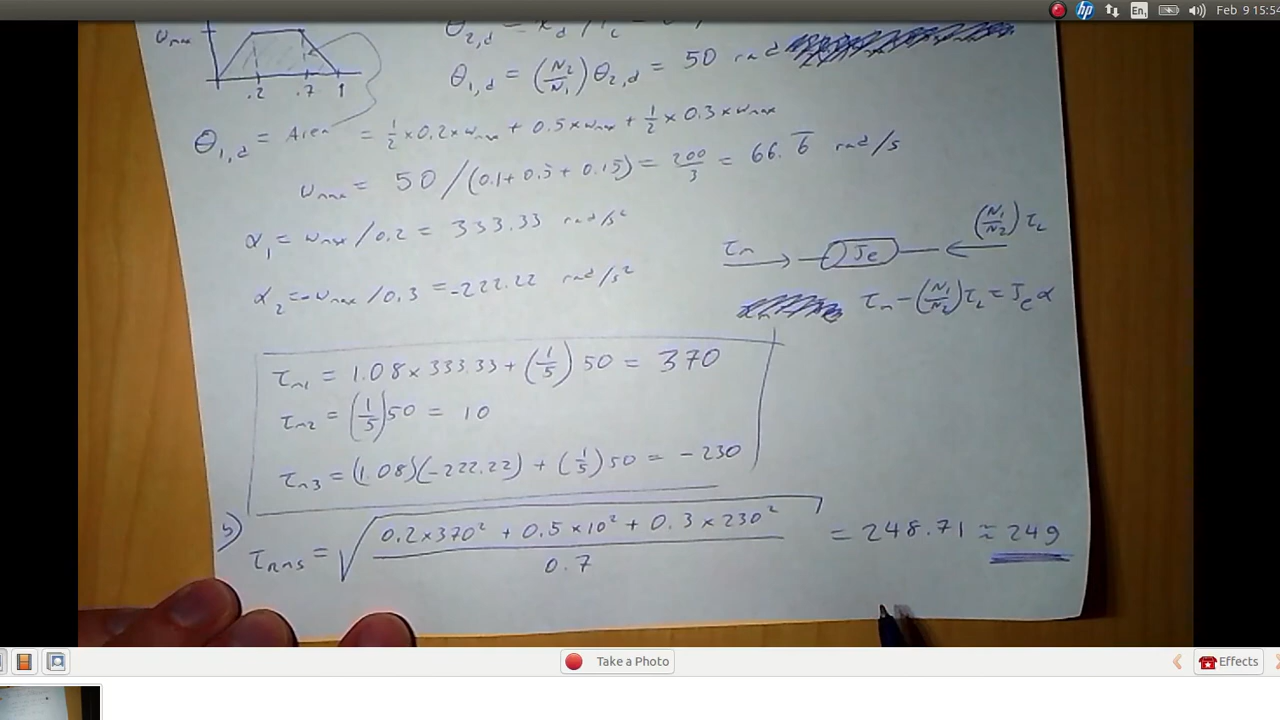 En Feb 9 15:54
ω_max
θ_2,d = x_d / r_c
.2 .7 1
θ_1,d = (N_2/N_1) θ_2,d = 50 rad
θ_1,d = Area = 1/2 × 0.2 × ω_max + 0.5 × ω_max + 1/2 × 0.3 × ω_max
ω_max = 50 / (0.1 + 0.5 + 0.15) = 200/3 = 66.6̅ rad/s
α_1 = ω_max / 0.2 = 333.33 rad/s²
α_2 = -ω_max / 0.3 = -222.22 rad/s²
τ_m J_e (N_1/N_2) τ_L
τ_m - (N_1/N_2) τ_L = J_e α
τ_m1 = 1.08 × 333.33 + (1/5) 50 = 370
τ_m2 = (1/5) 50 = 10
τ_m3 = (1.08)(-222.22) + (1/5) 50 = -230
b)
τ_rms = √((0.2×370² + 0.5×10² + 0.3×230²) / 0.7) = 248.71 ≈ 249
Take a Photo
Effects